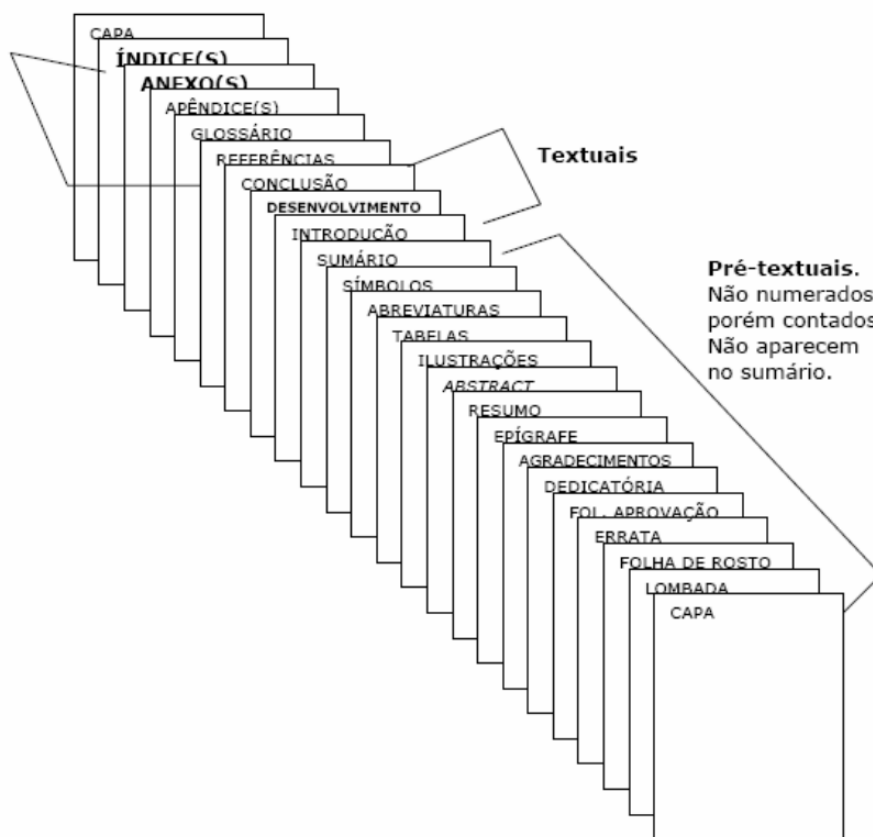 CAPA
ÍNDICE(S)
ANEXO(S)
APÊNDICE(S)
GLOSSÁRIO
REFERÊNCIAS
CONCLUSÃO
Textuais
DESENVOLVIMENTO
INTRODUÇÃO
SUMÁRIO
Pré-textuais.
Não numerados
porém contados
Não aparecem
no sumário.
SÍMBOLOS
ABREVIATURAS
TABELAS
ILUSTRAÇÕES
ABSTRACT
RESUMO
EPÍGRAFE
AGRADECIMENTOS
DEDICATÓRIA
FOL. APROVAÇÃO
ERRATA
FOLHA DE ROSTO
LOMBADA
CAPA